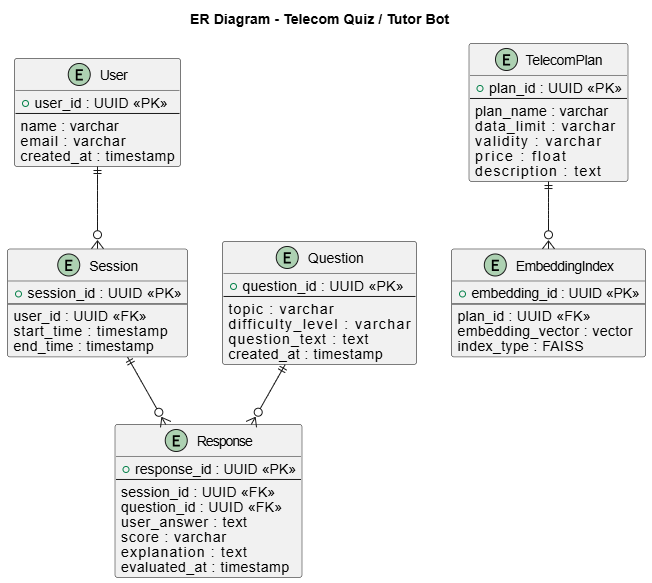 ER Diagram - Telecom Quiz / Tutor Bot
E User
user_id : UUID «PK»
name : varchar
email : varchar
created_at : timestamp
E TelecomPlan
plan_id : UUID «PK»
plan_name : varchar
data_limit : varchar
validity : varchar
price : float
description : text
E Session
session_id : UUID «PK»
user_id : UUID «FK»
start_time : timestamp
end_time : timestamp
E Question
question_id : UUID «PK»
topic : varchar
difficulty_level : varchar
question_text : text
created_at : timestamp
E EmbeddingIndex
embedding_id : UUID «PK»
plan_id : UUID «FK»
embedding_vector : vector
index_type : FAISS
E Response
response_id : UUID «PK»
session_id : UUID «FK»
question_id : UUID «FK»
user_answer : text
score : varchar
explanation : text
evaluated_at : timestamp